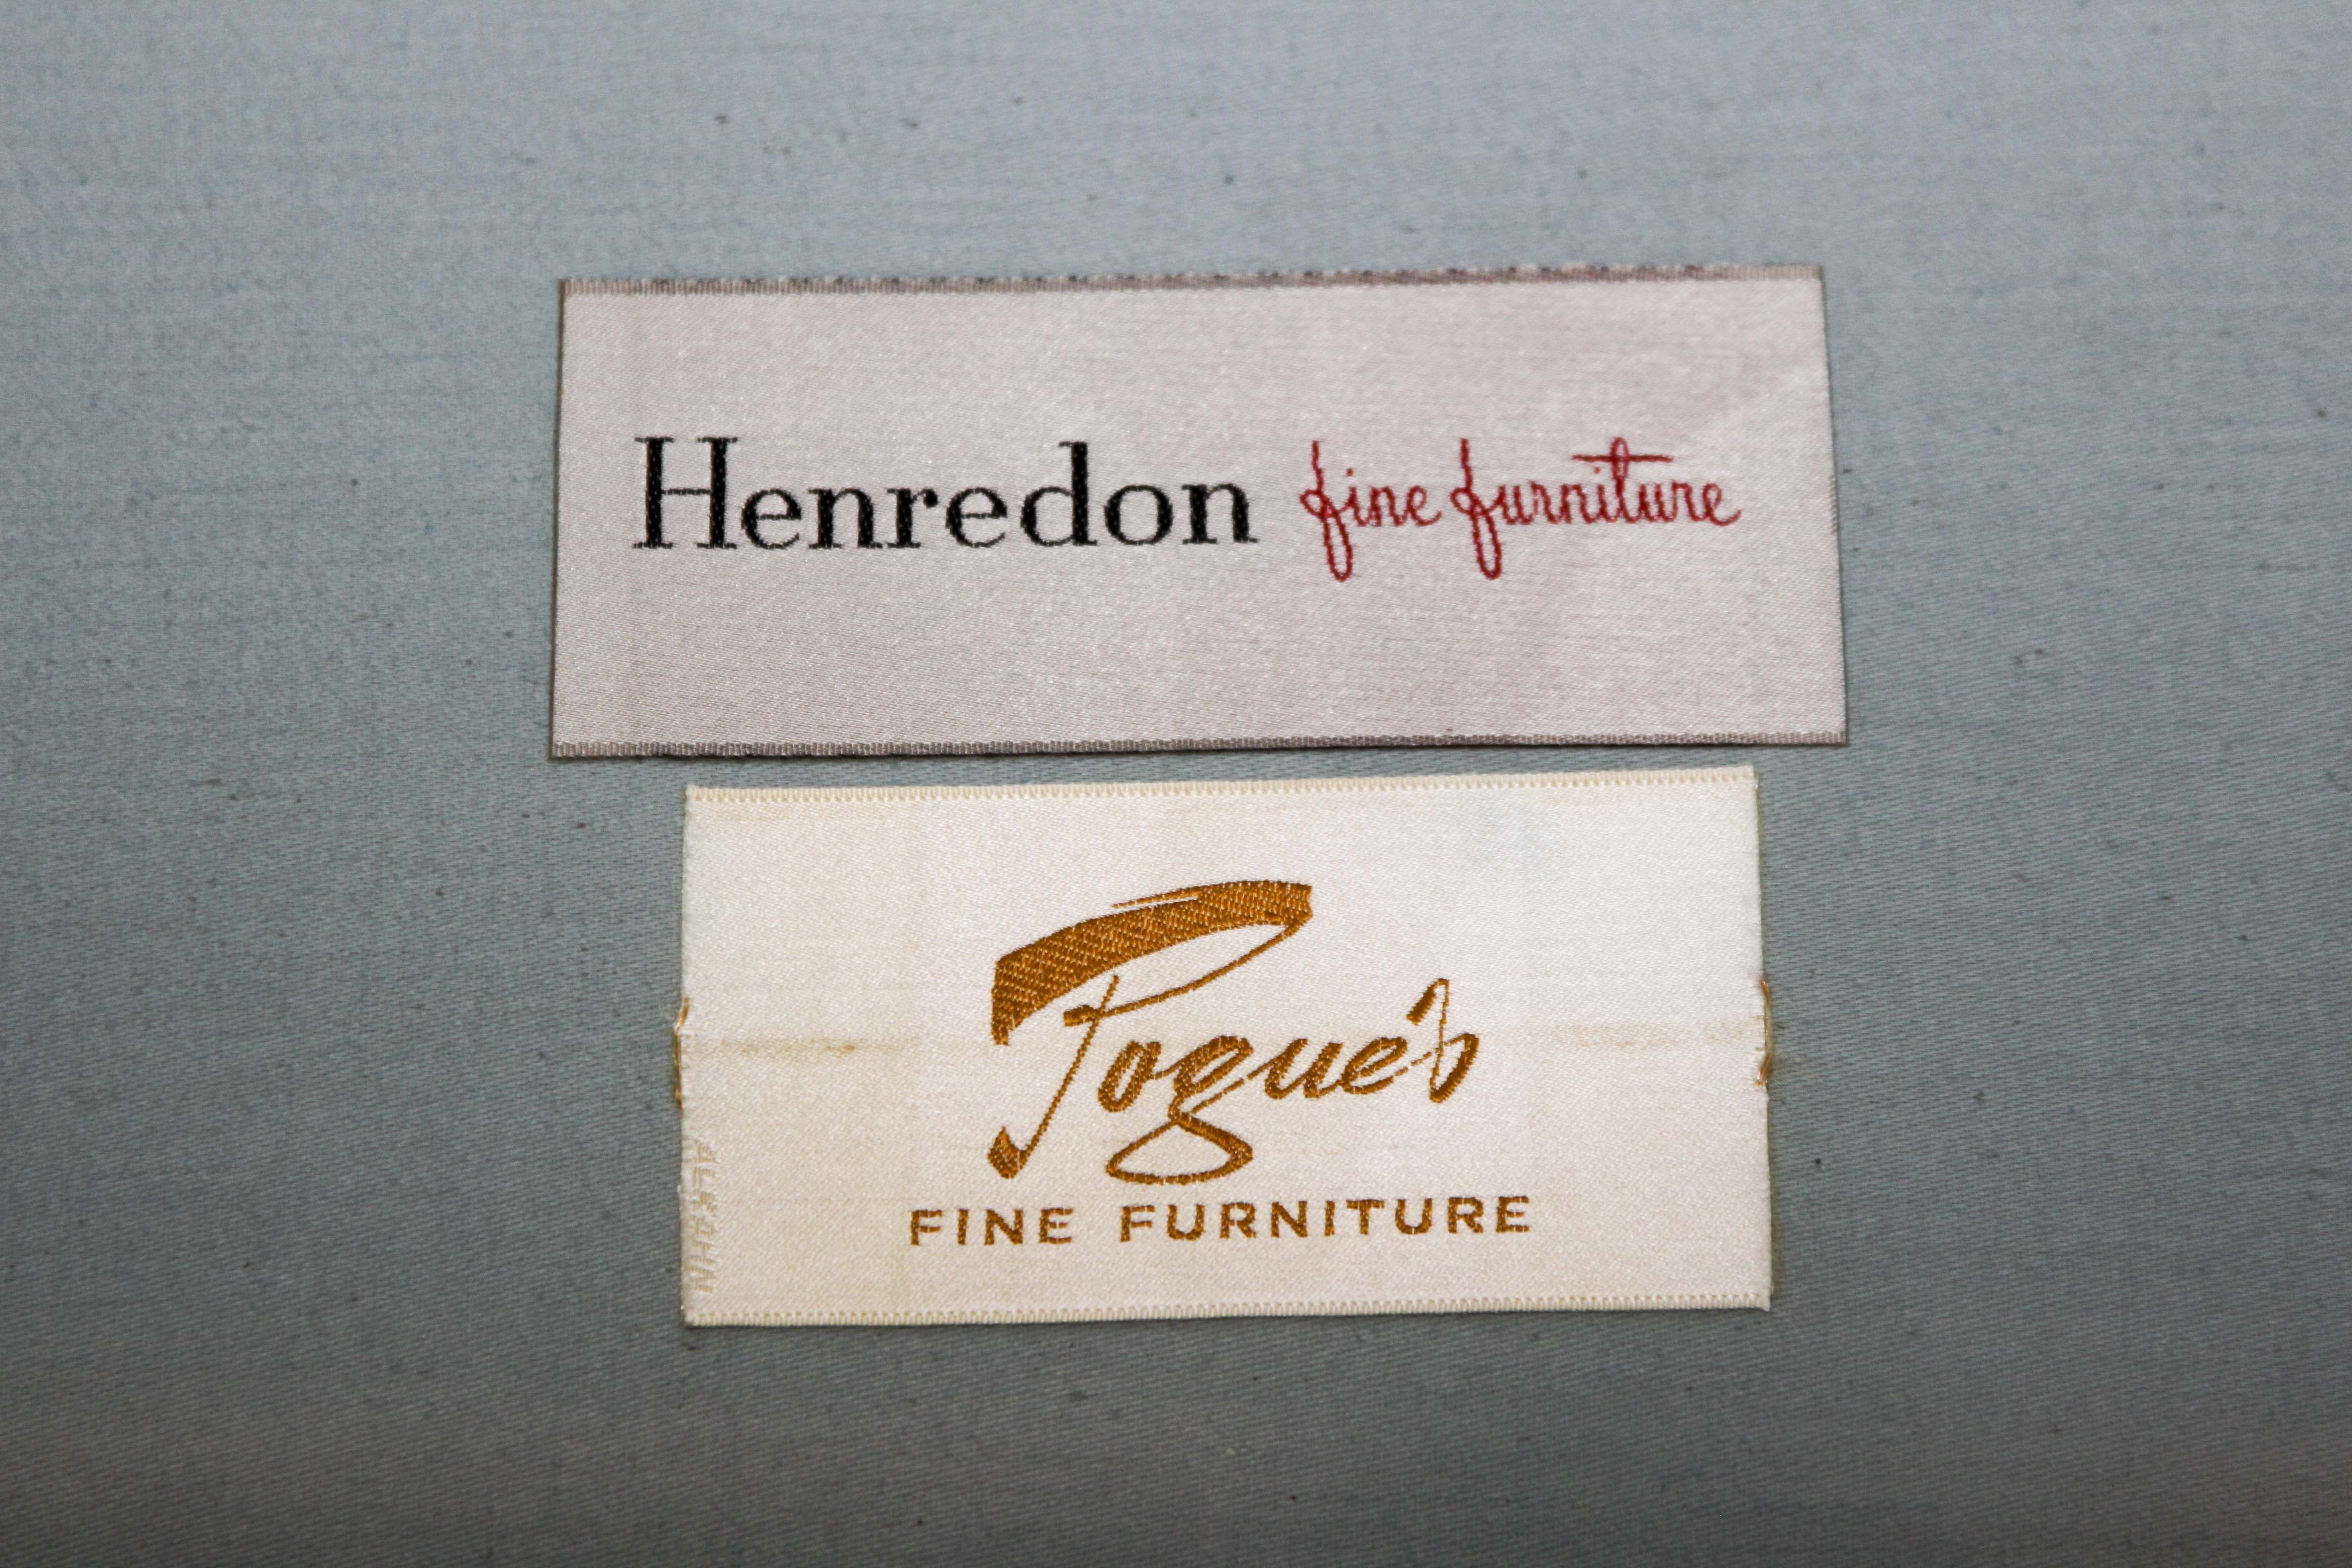 Henredon fine furniture
Pogue's
FINE FURNITURE